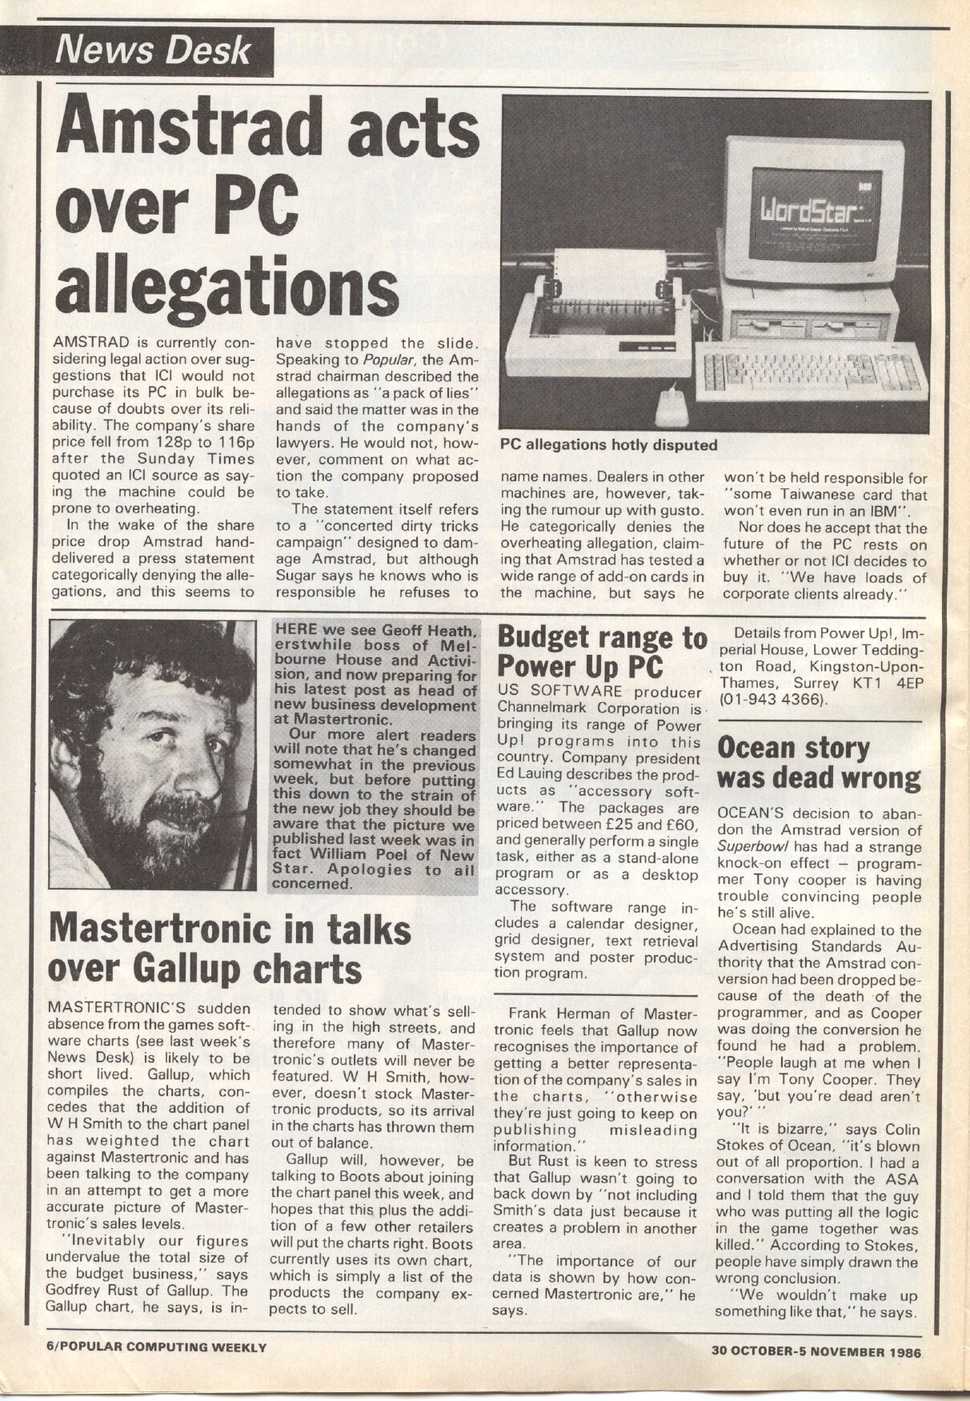 News Desk
Amstrad acts
over PC
allegations
AMSTRAD is currently con-
sidering legal action over sug-
gestions that ICI would not
purchase its PC in bulk be-
cause of doubts over its reli-
ability. The company's share
price fell from 128p to 116p
after the Sunday Times
quoted an ICI source as say-
ing the machine could be
prone to overheating.
In the wake of the share
price drop Amstrad hand-
delivered a press statement
categorically denying the alle-
gations, and this seems to
have stopped the slide.
Speaking to Popular, the Am-
strad chairman described the
allegations as "a pack of lies"
and said the matter was in the
hands of the company's
lawyers. He would not, how-
ever, comment on what ac-
tion the company proposed
to take.
The statement itself refers
to a "concerted dirty tricks
campaign" designed to dam-
age Amstrad, but although
Sugar says he knows who is
responsible he refuses to
WordStar
PC allegations hotly disputed
name names. Dealers in other
machines are, however, tak-
ing the rumour up with gusto.
He categorically denies the
overheating allegation, claim-
ing that Amstrad has tested a
wide range of add-on cards in
the machine, but says he
won't be held responsible for
"some Taiwanese card that
won't even run in an IBM".
Nor does he accept that the
future of the PC rests on
whether or not ICI decides to
buy it. "We have loads of
corporate clients already."
HERE we see Geoff Heath,
erstwhile boss of Mel-
bourne House and Activi-
sion, and now preparing for
his latest post as head of
new business development
at Mastertronic.
Our more alert readers
will note that he's changed
somewhat in the previous
week, but before putting
this down to the strain of
the new job they should be
aware that the picture we
published last week was in
fact William Poel of New
Star. Apologies to all
concerned.
Mastertronic in talks
over Gallup charts
MASTERTRONIC'S sudden
absence from the games soft-
ware charts (see last week's
News Desk) is likely to be
short lived. Gallup, which
compiles the charts, con-
cedes that the addition of
W H Smith to the chart panel
has weighted the chart
against Mastertronic and has
been talking to the company
in an attempt to get a more
accurate picture of Master-
tronic's sales levels.
"Inevitably our figures
undervalue the total size of
the budget business," says
Godfrey Rust of Gallup. The
Gallup chart, he says, is in-
tended to show what's sell-
ing in the high streets, and
therefore many of Master-
tronic's outlets will never be
featured. W H Smith, how-
ever, doesn't stock Master-
tronic products, so its arrival
in the charts has thrown them
out of balance.
Gallup will, however, be
talking to Boots about joining
the chart panel this week, and
hopes that this plus the addi-
tion of a few other retailers
will put the charts right. Boots
currently uses its own chart,
which is simply a list of the
products the company ex-
pects to sell.
Frank Herman of Master-
tronic feels that Gallup now
recognises the importance of
getting a better representa-
tion of the company's sales in
the charts, "otherwise
they're just going to keep on
publishing misleading
information."
But Rust is keen to stress
that Gallup wasn't going to
back down by "not including
Smith's data just because it
creates a problem in another
area.
"The importance of our
data is shown by how con-
cerned Mastertronic are," he
says.
Budget range to
Power Up PC
US SOFTWARE producer
Channelmark Corporation is
bringing its range of Power
Up! programs into this
country. Company president
Ed Lauing describes the prod-
ucts as "accessory soft-
ware." The packages are
priced between £25 and £60,
and generally perform a single
task, either as a stand-alone
program or as a desktop
accessory.
The software range in-
cludes a calendar designer,
grid designer, text retrieval
system and poster produc-
tion program.
Details from Power Up!, Im-
perial House, Lower Tedding-
ton Road, Kingston-Upon-
Thames, Surrey KT1 4EP
(01-943 4366).
Ocean story
was dead wrong
OCEAN'S decision to aban-
don the Amstrad version of
Superbowl has had a strange
knock-on effect — program-
mer Tony cooper is having
trouble convincing people
he's still alive.
Ocean had explained to the
Advertising Standards Au-
thority that the Amstrad con-
version had been dropped be-
cause of the death of the
programmer, and as Cooper
was doing the conversion he
found he had a problem.
"People laugh at me when I
say I'm Tony Cooper. They
say, 'but you're dead aren't
you?' "
"It is bizarre," says Colin
Stokes of Ocean, "it's blown
out of all proportion. I had a
conversation with the ASA
and I told them that the guy
who was putting all the logic
in the game together was
killed." According to Stokes,
people have simply drawn the
wrong conclusion.
"We wouldn't make up
something like that," he says.
6/POPULAR COMPUTING WEEKLY
30 OCTOBER-5 NOVEMBER 1986